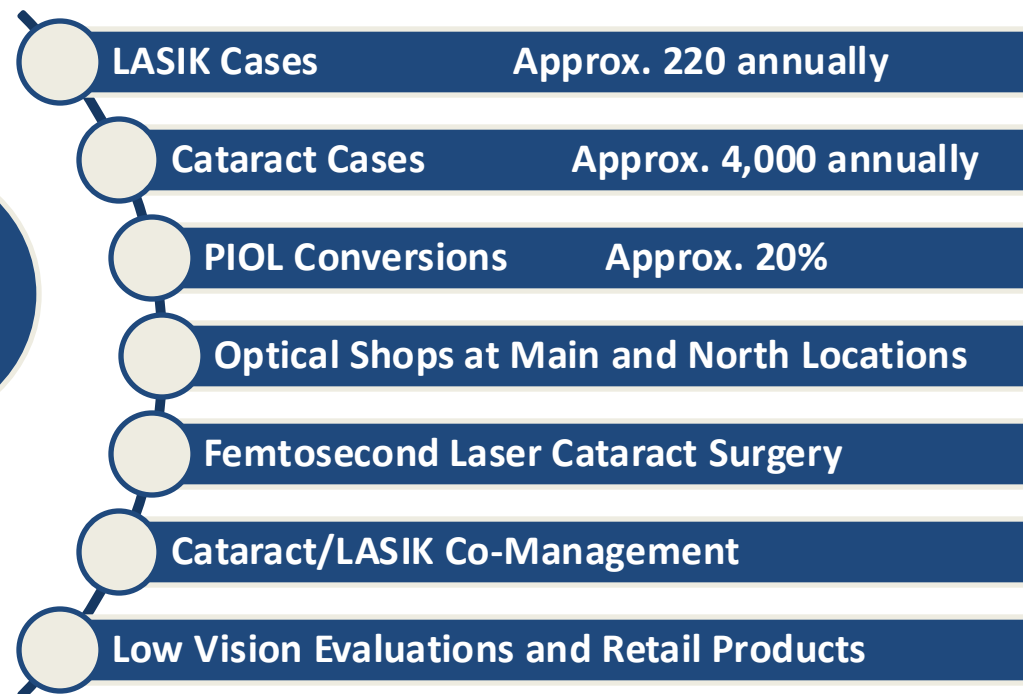 LASIK Cases Approx. 220 annually
Cataract Cases Approx. 4,000 annually
PIOL Conversions Approx. 20%
Optical Shops at Main and North Locations
Femtosecond Laser Cataract Surgery
Cataract/LASIK Co-Management
Low Vision Evaluations and Retail Products